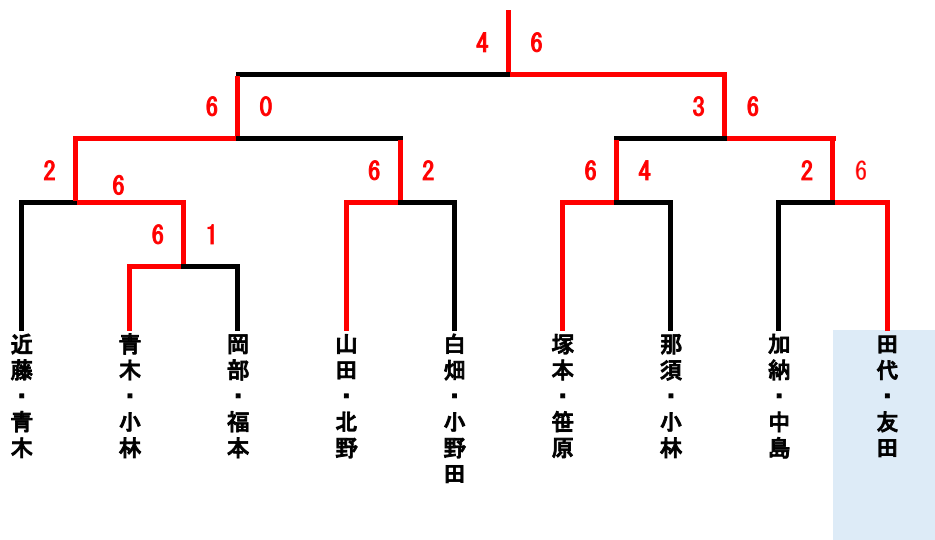 4 6
6 0 3 6
2 6 6 2 6 4 2 6
6 1
近藤・青木
青木・小林
岡部・福本
山田・北野
白畑・小野田
塚本・笹原
那須・小林
加納・中島
田代・友田